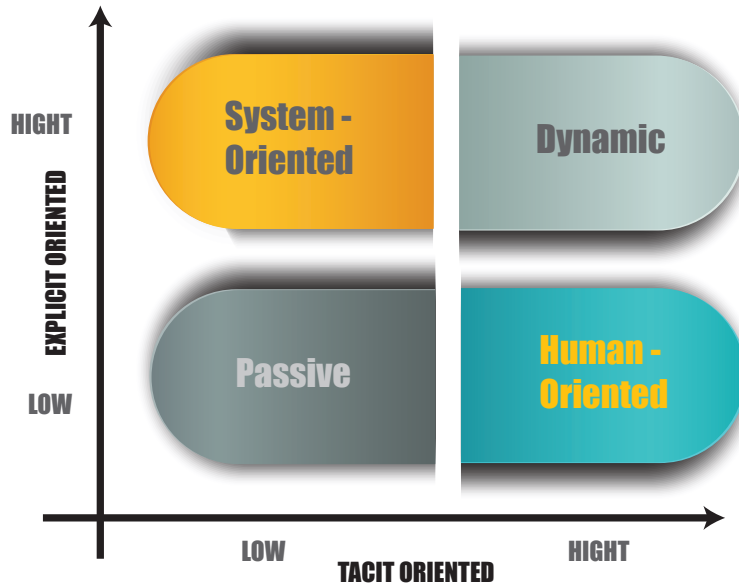 HIGHT
EXPLICIT ORIENTED
LOW
System -
Oriented
Dynamic
Passive
Human -
Oriented
LOW
HIGHT
TACIT ORIENTED